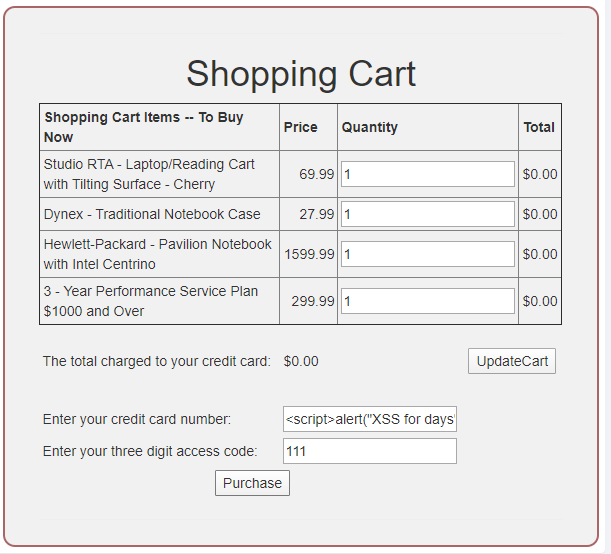 Shopping Cart
Shopping Cart Items -- To Buy Now Price Quantity Total
Studio RTA - Laptop/Reading Cart with Tilting Surface - Cherry 69.99 1 $0.00
Dynex - Traditional Notebook Case 27.99 1 $0.00
Hewlett-Packard - Pavilion Notebook with Intel Centrino 1599.99 1 $0.00
3 - Year Performance Service Plan $1000 and Over 299.99 1 $0.00
The total charged to your credit card: $0.00 UpdateCart
Enter your credit card number: <script>alert("XSS for days"
Enter your three digit access code: 111
Purchase